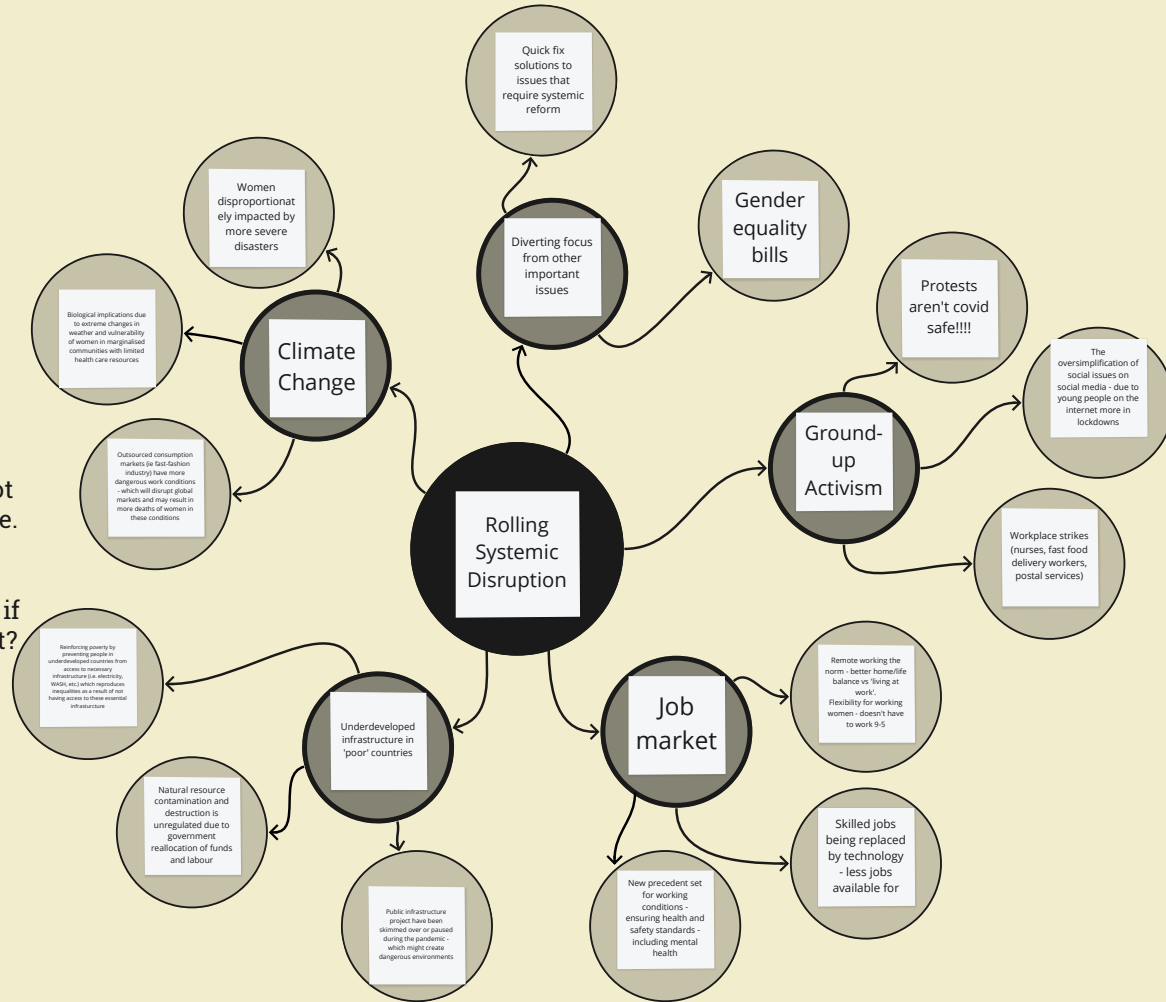 Quick fix
solutions to
issues that
require systemic
reform
Women
disproportionat
ely impacted by
more severe
disasters
Gender
equality
bills
Diverting focus
from other
important
issues
Protests
aren't covid
safe!!!!
Biological implications due
to extreme changes in
weather and vulnerability
of women in marginalised
communities with limited
health care resources
Climate
Change
The
oversimplification of
social issues on
social media - due to
young people on the
internet more in
lockdowns
Ground-
up
Activism
Outsourced consumption
markets (ie fast-fashion
industry) have more
dangerous work conditions
- which will disrupt global
markets and may result in
more deaths of women in
these conditions
Rolling
Systemic
Disruption
Workplace strikes
(nurses, fast food
delivery workers,
postal services)
if
Reinforcing poverty by
preventing people in
underdeveloped countries from
access to necessary
infrastructure (i.e. electricity,
WASH, etc.) which reproduces
inequalities as a result of not
having access to these essential
infrasturcture
Underdeveloped
infrastructure in
'poor' countries
Job
market
Remote working the
norm - better home/life
balance vs 'living at
work'.
Flexibility for working
women - doesn't have
to work 9-5
Natural resource
contamination and
destruction is
unregulated due to
government
reallocation of funds
and labour
Skilled jobs
being replaced
by technology
- less jobs
available for
Public infrastructure
project have been
skimmed over or paused
during the pandemic -
which might create
dangerous environments
New precedent set
for working
conditions -
ensuring health and
safety standards -
including mental
health